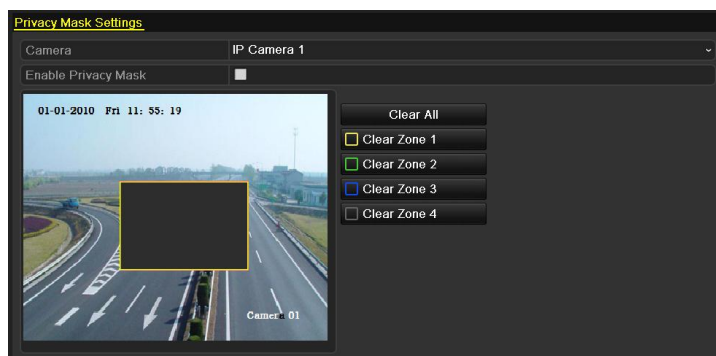 Privacy Mask Settings
Camera IP Camera 1
Enable Privacy Mask
01-01-2010 Fri 11: 55: 19
Clear All
Clear Zone 1
Clear Zone 2
Clear Zone 3
Clear Zone 4
Camera 01